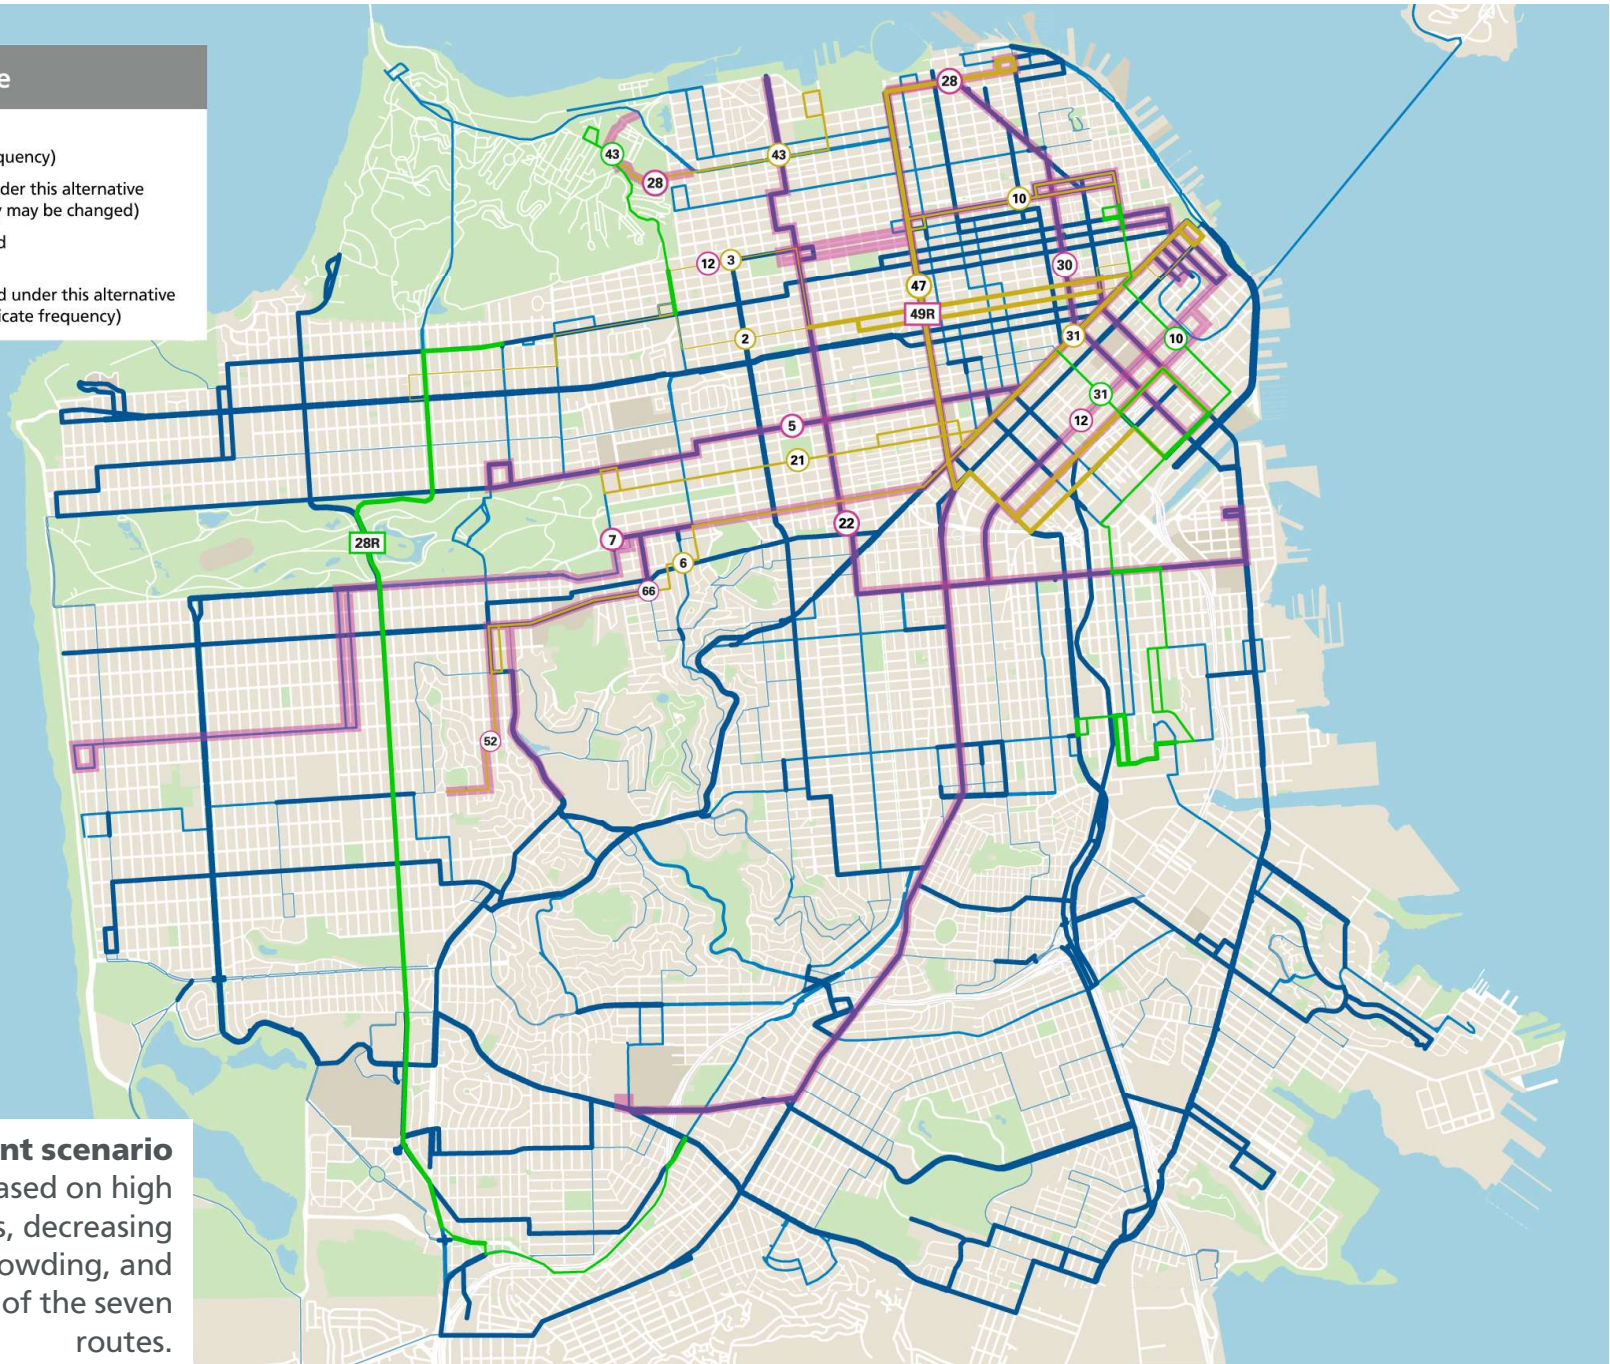 e
quency)
der this alternative
y may be changed)
d
d under this alternative
icate frequency)
28
43
43
28
10
12
3
30
47
49R
2
31
10
31
12
5
21
22
7
28R
6
66
52
nt scenario
ased on high
s, decreasing
owding, and
of the seven
routes.